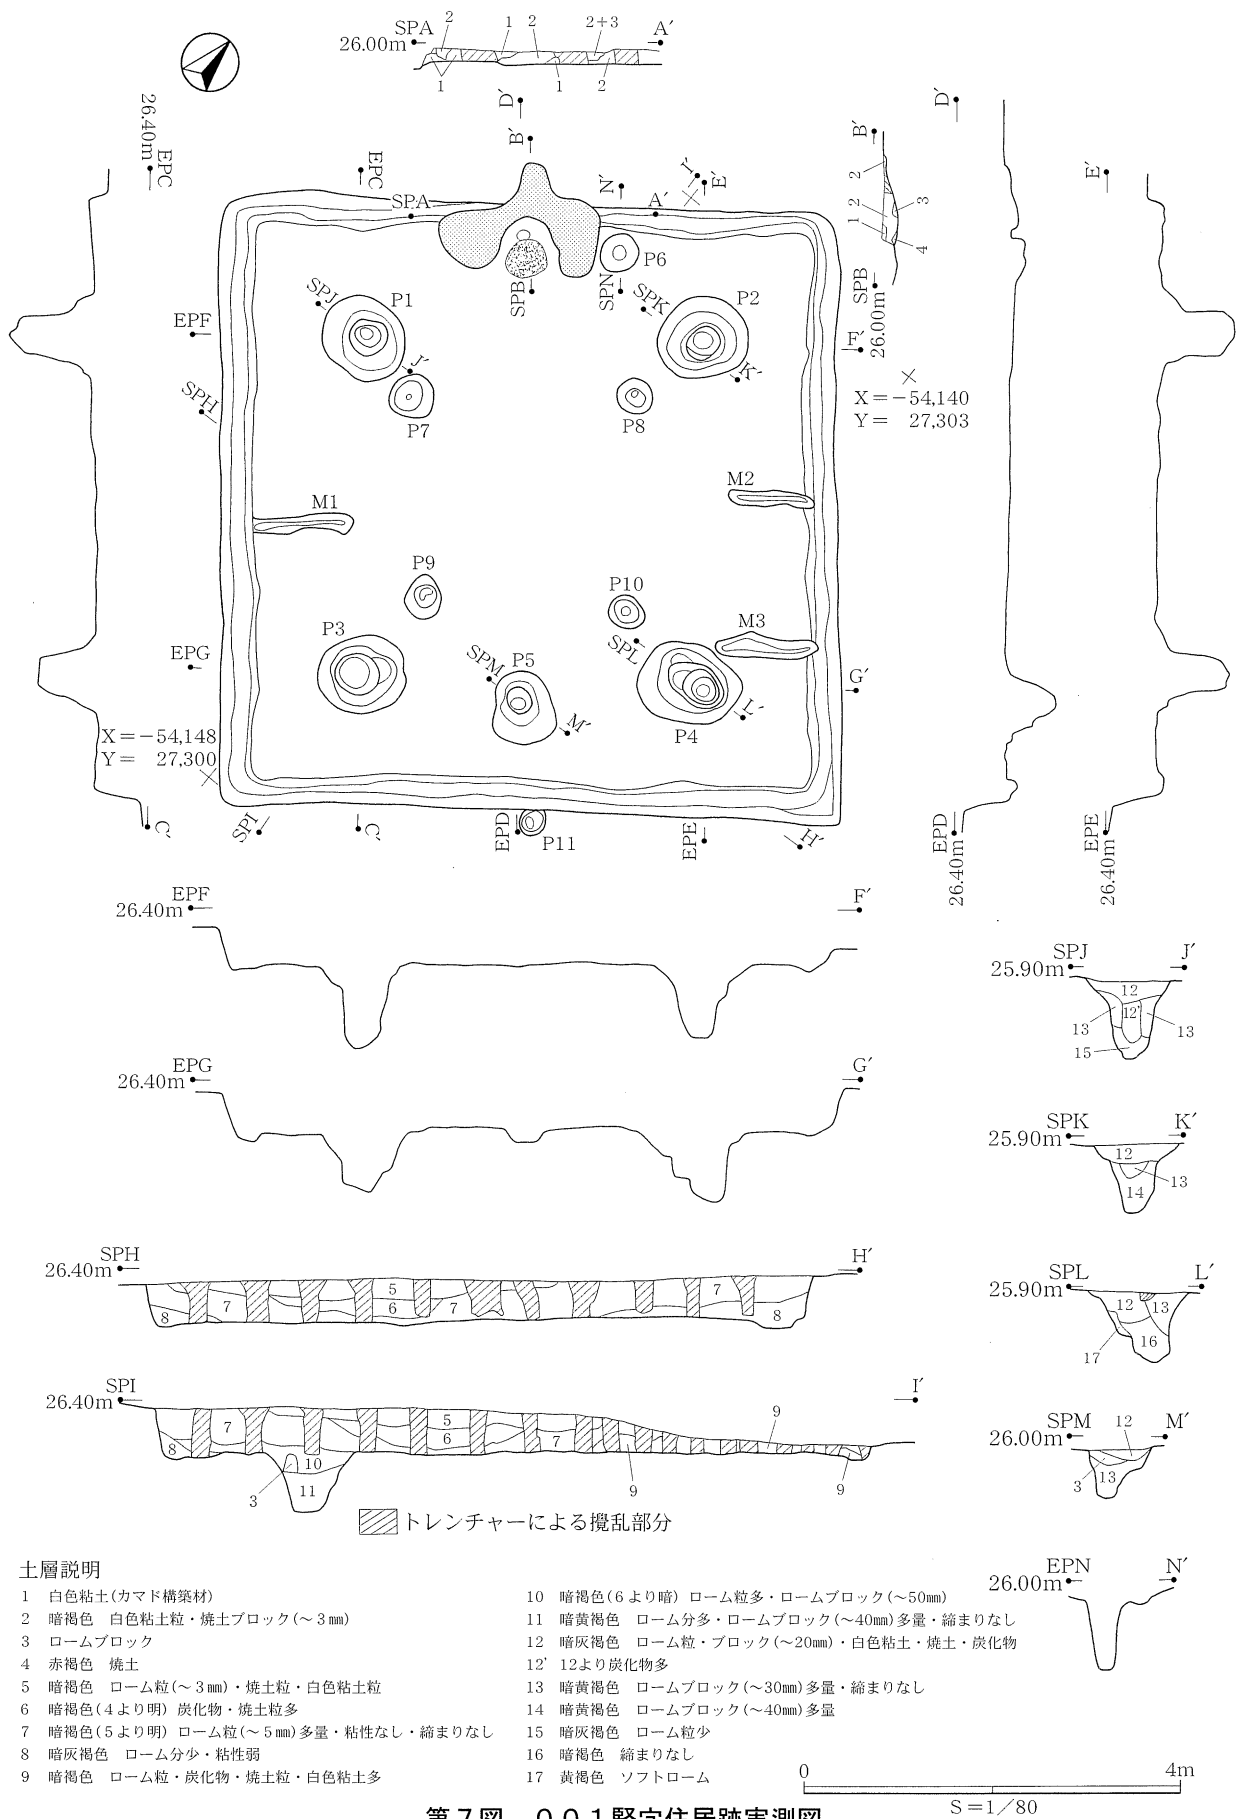 SPA
26.00m
2
1
2
2+3
A′
1
1
2
D′
B′
26.40m
EPC
EPC
SPA
N′
I′
E′
A′
B′
2
2
1
3
4
SPB
26.00m
D′
E′
P6
SPB
SPN
SPJ
P1
SPK
P2
EPF
F′
J′
K′
SPH
P7
P8
X=−54,140
Y= 27,303
M1
M2
P9
P10
P3
M3
SPL
EPG
SPM
P5
G′
M′
L′
P4
X=−54,148
Y= 27,300
C′
SPI
C′
EPD
P11
EPE
H′
EPD
26.40m
EPE
26.40m
EPF
26.40m
F′
SPJ
25.90m
J′
12
12’
13
13
15
EPG
26.40m
G′
SPK
25.90m
K′
12
13
14
SPH
26.40m
H′
5
6
7
7
7
8
8
SPL
25.90m
L′
12
13
16
17
SPI
26.40m
I′
5
6
7
7
8
9
9
9
10
11
3
SPM
26.00m
M′
12
3
13
トレンチャーによる攪乱部分
EPN
26.00m
N′
土層説明
1 白色粘土(カマド構築材)
2 暗褐色 白色粘土粒・焼土ブロック(～3㎜)
3 ロームブロック
4 赤褐色 焼土
5 暗褐色 ローム粒(～3㎜)・焼土粒・白色粘土粒
6 暗褐色(4より明) 炭化物・焼土粒多
7 暗褐色(5より明) ローム粒(～5㎜)多量・粘性なし・締まりなし
8 暗灰褐色 ローム分少・粘性弱
9 暗褐色 ローム粒・炭化物・焼土粒・白色粘土多
10 暗褐色(6より暗) ローム粒多・ロームブロック(～50㎜)
11 暗黄褐色 ローム分多・ロームブロック(～40㎜)多量・締まりなし
12 暗灰褐色 ローム粒・ブロック(～20㎜)・白色粘土・焼土・炭化物
12’ 12より炭化物多
13 暗黄褐色 ロームブロック(～30㎜)多量・締まりなし
14 暗黄褐色 ロームブロック(～40㎜)多量
15 暗灰褐色 ローム粒少
16 暗褐色 締まりなし
17 黄褐色 ソフトローム
0
4m
S=1/80
第7図 001竪穴住居跡実測図